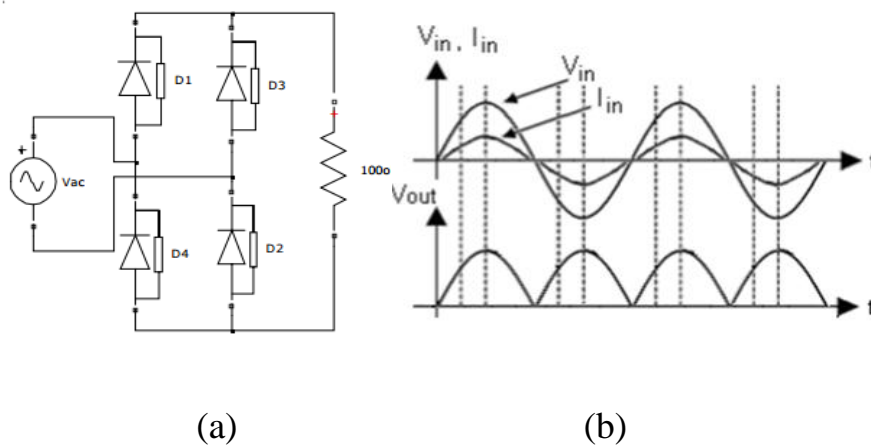 D1
D3
+
+
Vac
100o
D4
D2
(a)
Vin , Iin
Vin
Iin
t
Vout
t
(b)